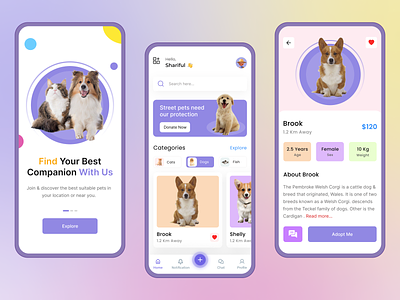 Find Your Best
Companion With Us
Join & discover the best suitable pets in
your location or near you.
Explore
Hello,
Shariful 👋
Search here...
Street pets need
our protection
Donate Now
Categories
Explore
Cats
Dogs
Fish
Brook
1.2 Km Away
Shelly
1.2 Km
Home
Notification
Chat
Profile
Brook
1.2 Km Away
$120
2.5 Years
Age
Female
Sex
10 Kg
Weight
About Brook
The Pembroke Welsh Corgi is a cattle dog &
breed that originated, Wales. It is one of two
breeds known as a Welsh Corgi. descends
from the Teckel family of dogs. Other is the
Cardigan ..Read more...
Adopt Me